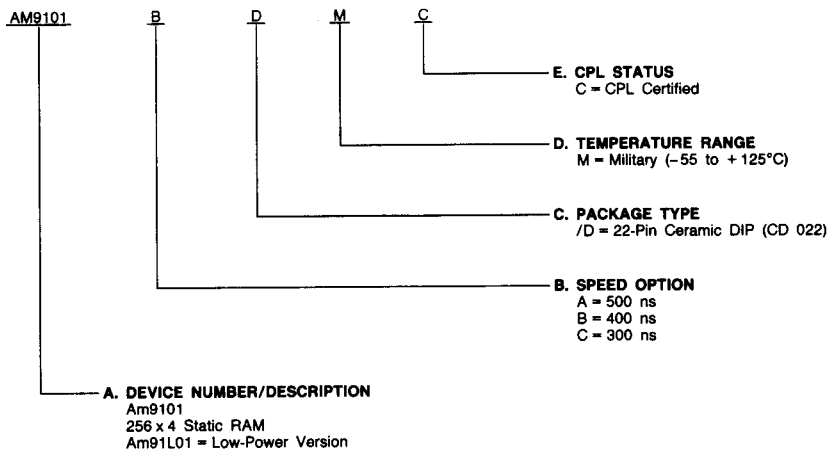 AM9101 B D M C
E. CPL STATUS
C = CPL Certified
D. TEMPERATURE RANGE
M = Military (-55 to +125°C)
C. PACKAGE TYPE
/D = 22-Pin Ceramic DIP (CD 022)
B. SPEED OPTION
A = 500 ns
B = 400 ns
C = 300 ns
A. DEVICE NUMBER/DESCRIPTION
Am9101
256 x 4 Static RAM
Am91L01 = Low-Power Version